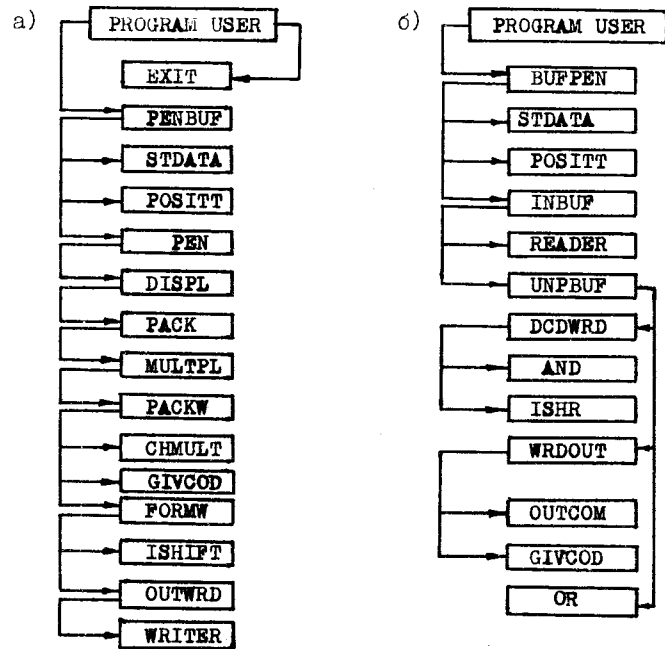 а)
PROGRAM USER
EXIT
PENBUF
STDATA
POSITT
PEN
DISPL
PACK
MULTPL
PACKW
CHMULT
GIVCOD
FORMW
ISHIFT
OUTWRD
WRITER
б)
PROGRAM USER
BUFPEN
STDATA
POSITT
INBUF
READER
UNPBUF
DCDWRD
AND
ISHR
WRDOUT
OUTCOM
GIVCOD
OR